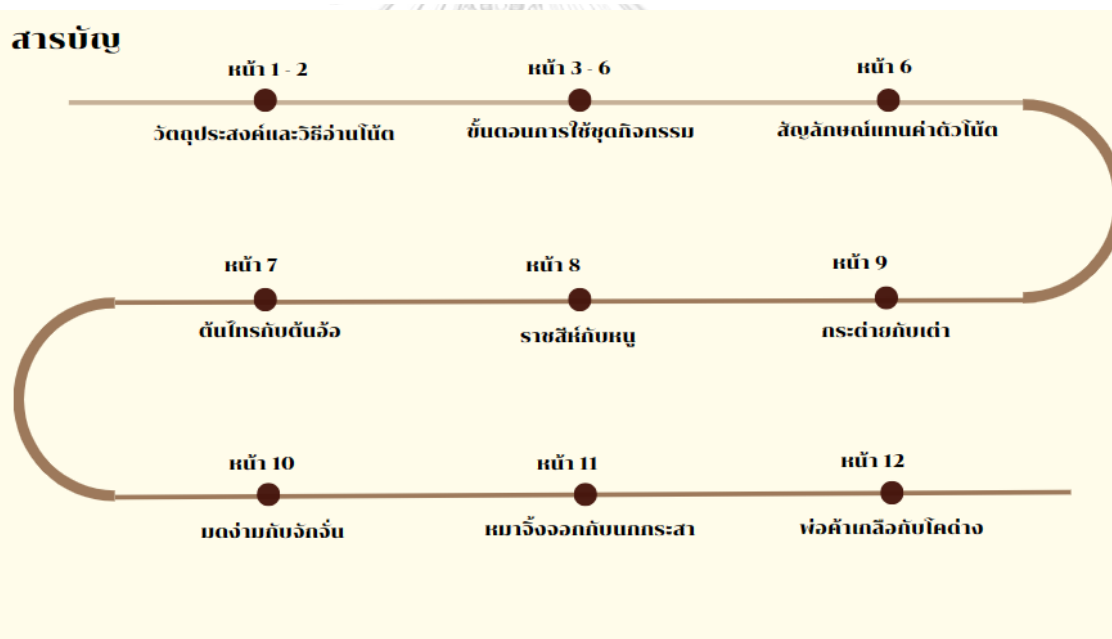 สารบัญ
หน้า 1 - 2
วัตถุประสงค์และวิธีอ่านโน้ต
หน้า 3 - 6
ขั้นตอนการใช้ชุดกิจกรรม
หน้า 6
สัญลักษณ์แทนค่าตัวโน้ต
หน้า 7
ต้นไทรกับต้นอ้อ
หน้า 8
ราชสีห์กับหนู
หน้า 9
กระต่ายกับเต่า
หน้า 10
มดง่ามกับจักจั่น
หน้า 11
หมาจิ้งจอกกับนกกระสา
หน้า 12
พ่อค้าเกลือกับโคต่าง